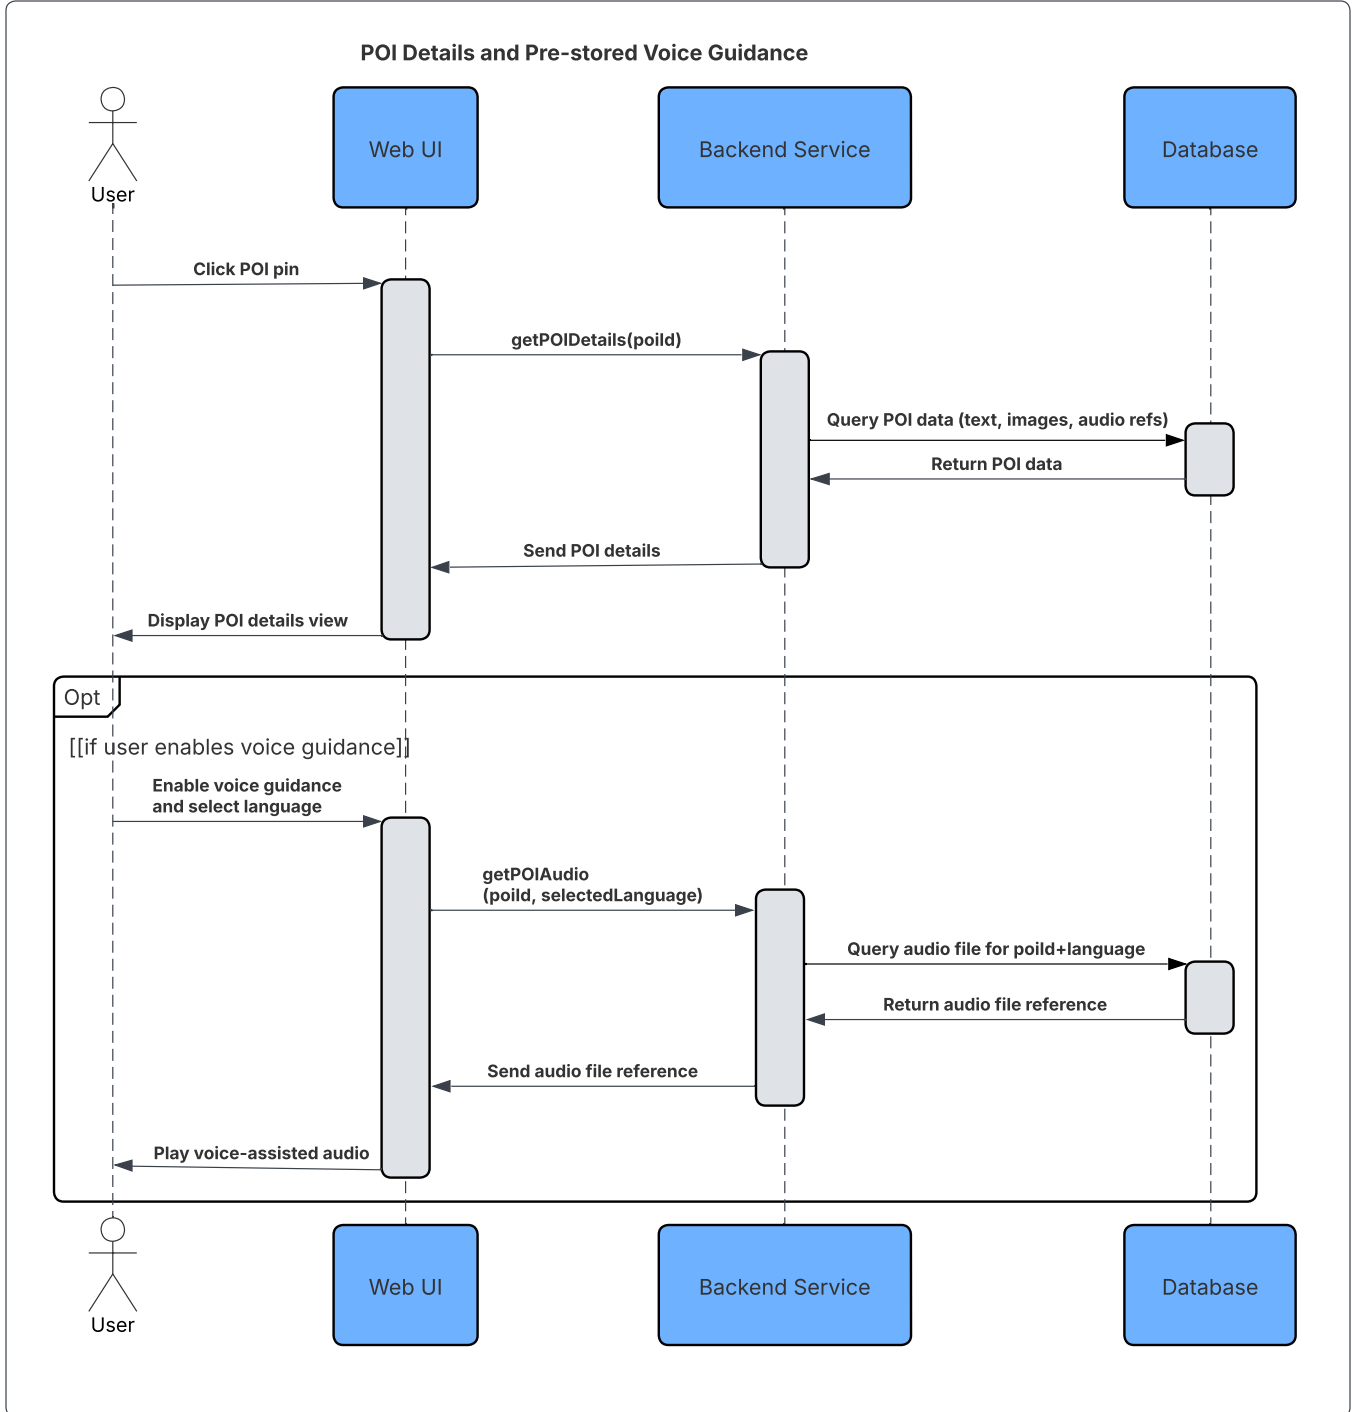 POI Details and Pre-stored Voice Guidance
User
Web UI
Backend Service
Database
Click POI pin
getPOIDetails(poiId)
Query POI data (text, images, audio refs)
Return POI data
Send POI details
Display POI details view
Opt
[[if user enables voice guidance]]
Enable voice guidance
and select language
getPOIAudio
(poiId, selectedLanguage)
Query audio file for poiId+language
Return audio file reference
Send audio file reference
Play voice-assisted audio
User
Web UI
Backend Service
Database